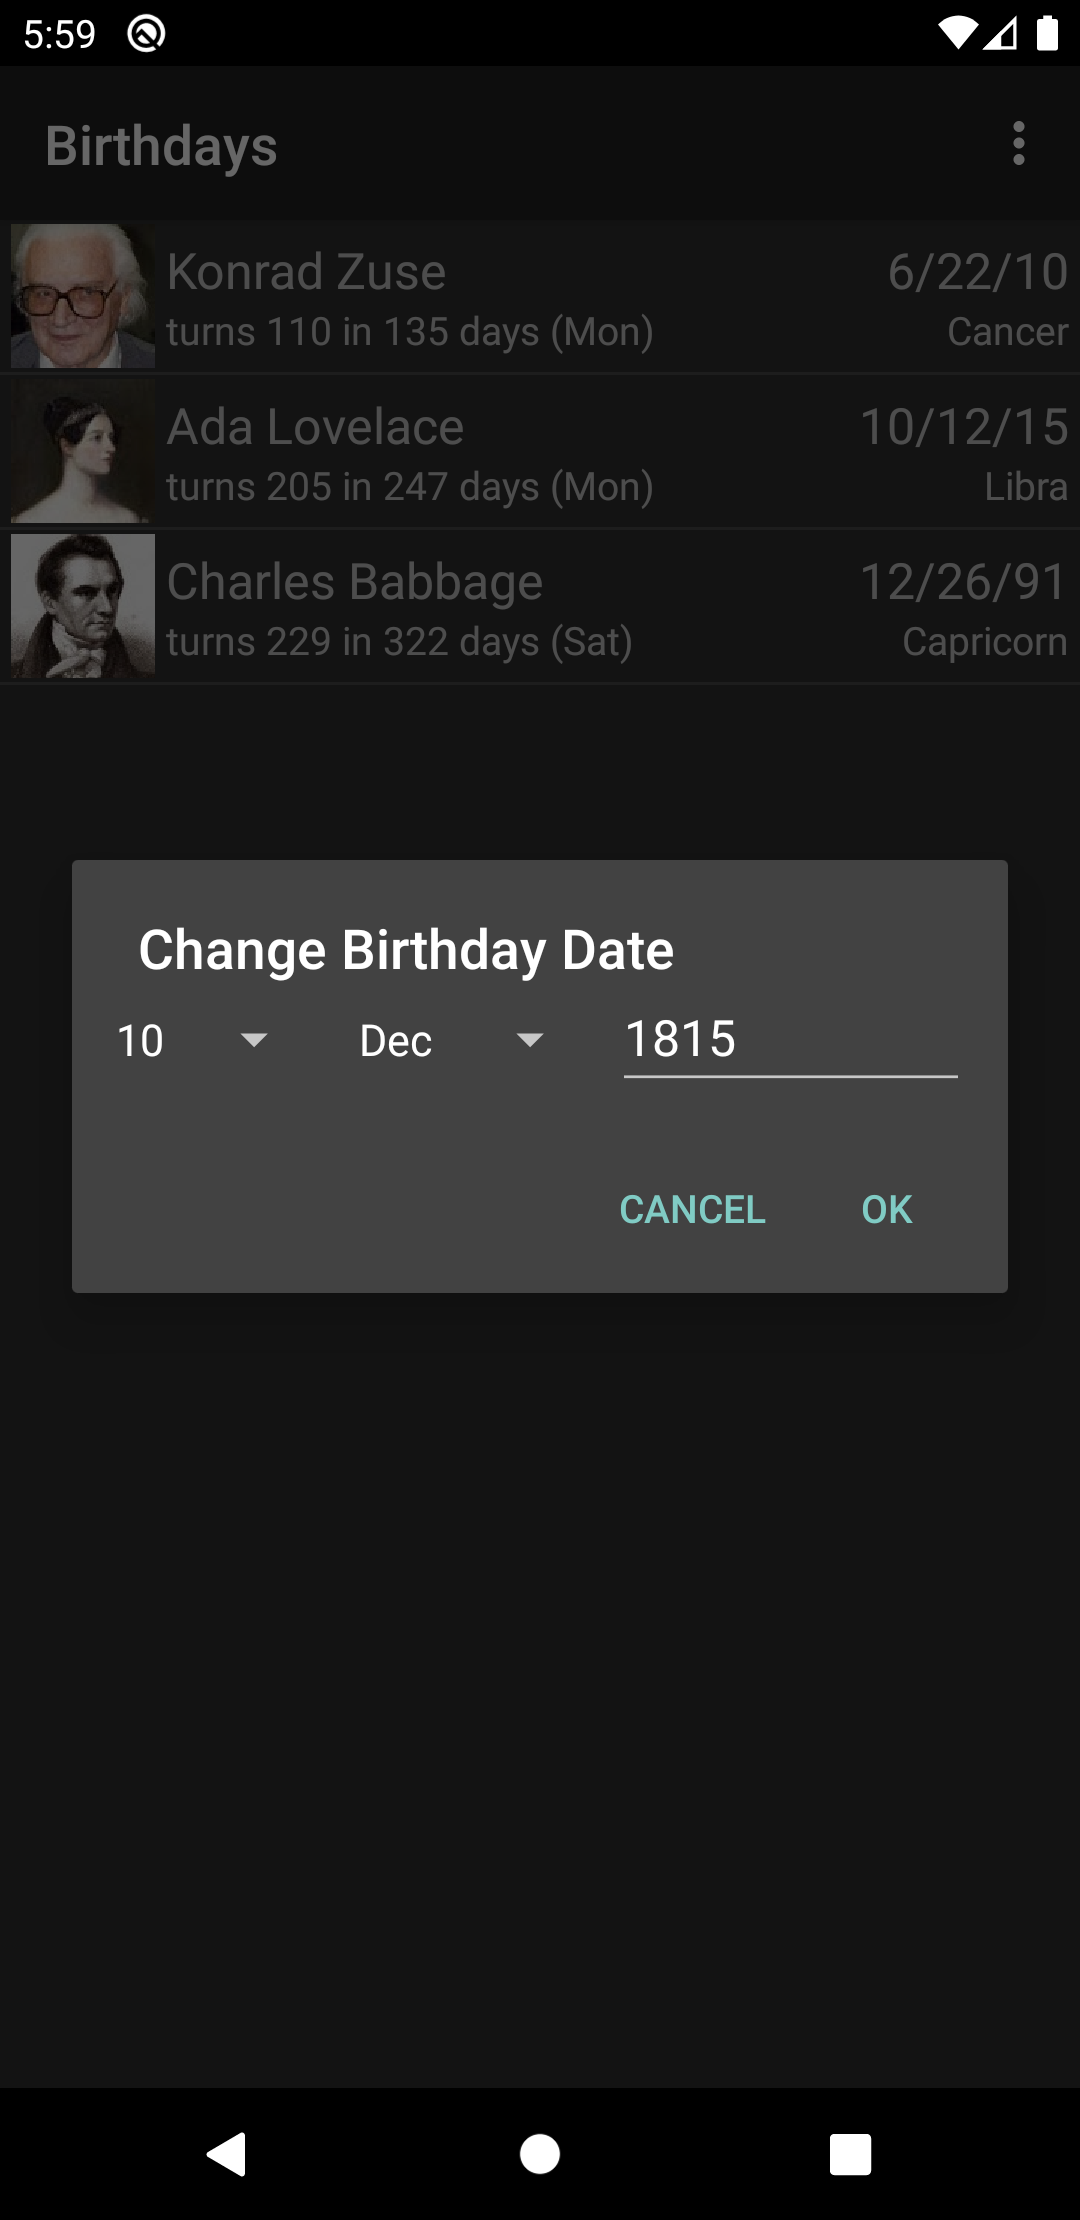 5:59
Birthdays
Konrad Zuse 6/22/10
turns 110 in 135 days (Mon) Cancer
Ada Lovelace 10/12/15
turns 205 in 247 days (Mon) Libra
Charles Babbage 12/26/91
turns 229 in 322 days (Sat) Capricorn
Change Birthday Date
10 Dec 1815
CANCEL OK